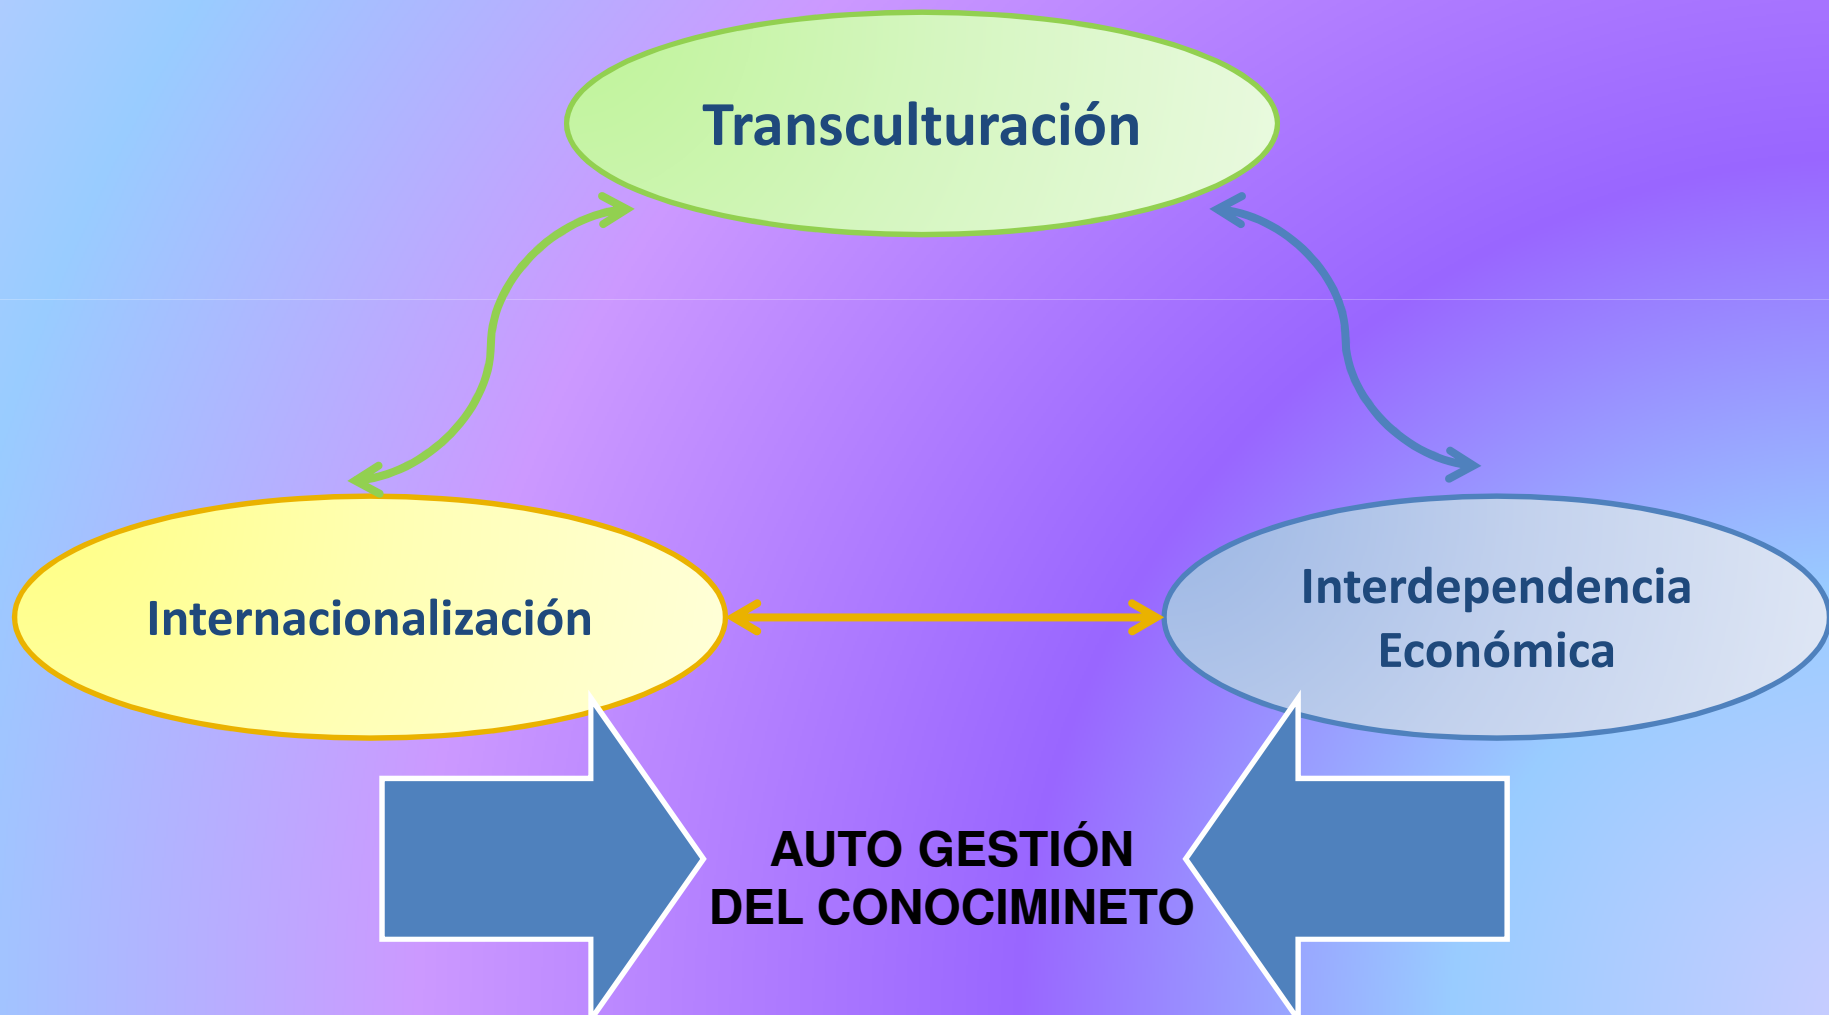 Transculturación
Internacionalización
Interdependencia
Económica
AUTO GESTIÓN
DEL CONOCIMINETO